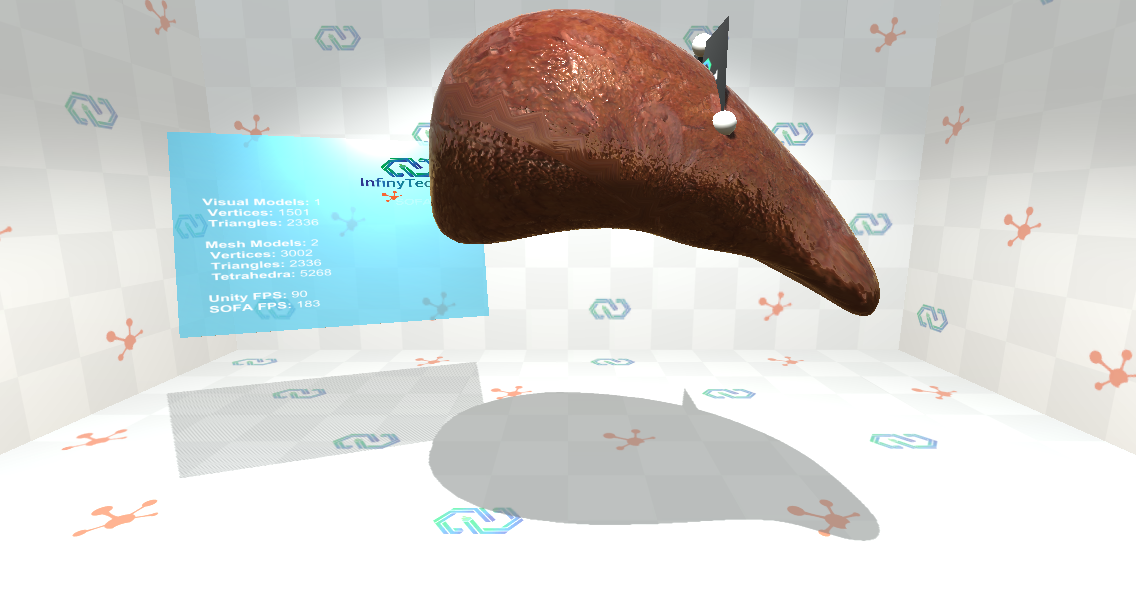 InfinyTec
Visual Models: 1
Vertices: 1501
Triangles: 2336
Mesh Models: 2
Vertices: 3002
Triangles: 2336
Tetrahedra: 5268
Unity FPS: 90
SOFA FPS: 183